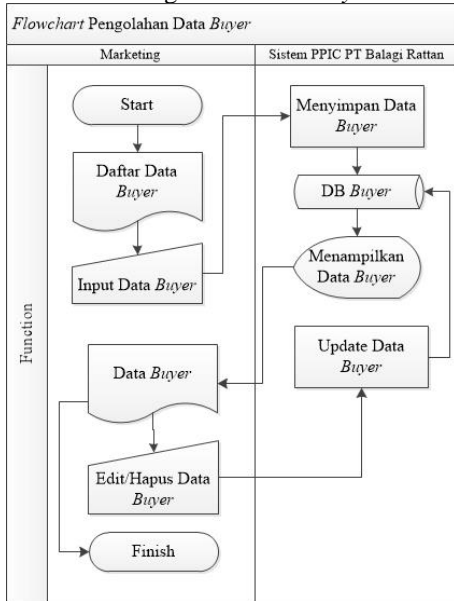 Flowchart Pengolahan Data Buyer
Marketing
Sistem PPIC PT Balagi Rattan
Function
Start
Daftar Data
Buyer
Input Data Buyer
Menyimpan Data
Buyer
DB Buyer
Menampilkan
Data Buyer
Data Buyer
Update Data
Buyer
Edit/Hapus Data
Buyer
Finish